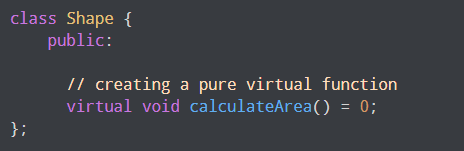 class Shape {
public:
// creating a pure virtual function
virtual void calculateArea() = 0;
};